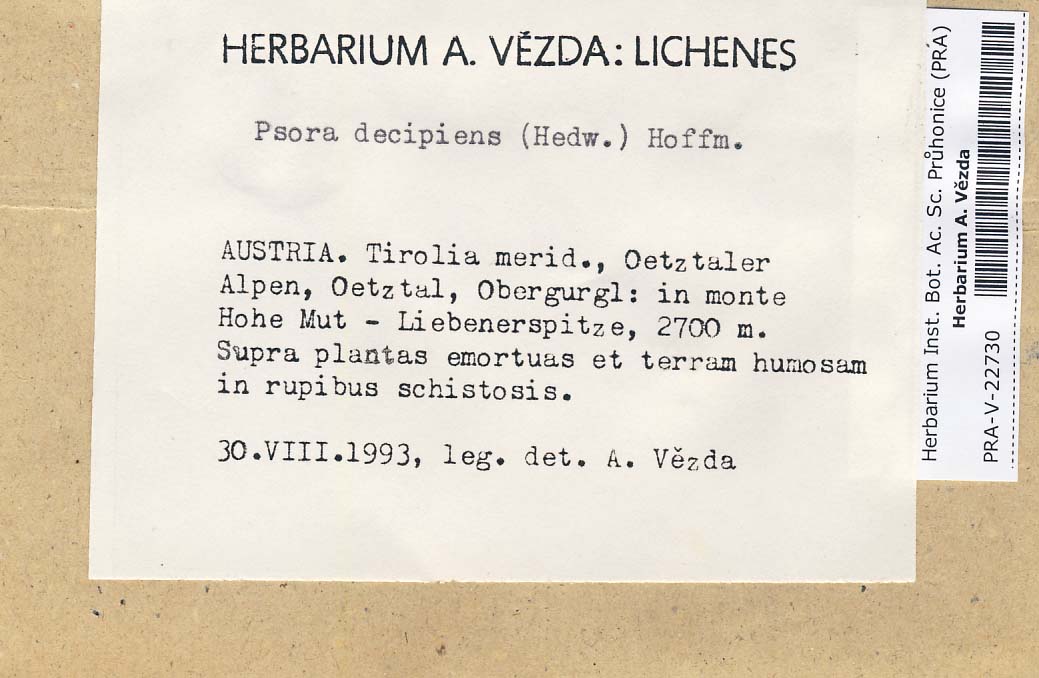 HERBARIUM A. VĚZDA: LICHENES
Psora decipiens (Hedw.) Hoffm.
AUSTRIA. Tirolia merid., Oetztaler
Alpen, Oetztal, Obergurgl: in monte
Hohe Mut - Liebenerspitze, 2700 m.
Supra plantas emortuas et terram humosam
in rupibus schistosis.
30.VIII.1993, leg. det. A. Vězda
Herbarium Inst. Bot. Ac. Sc. Průhonice (PRA)
Herbarium A. Vězda
PRA-V-22730